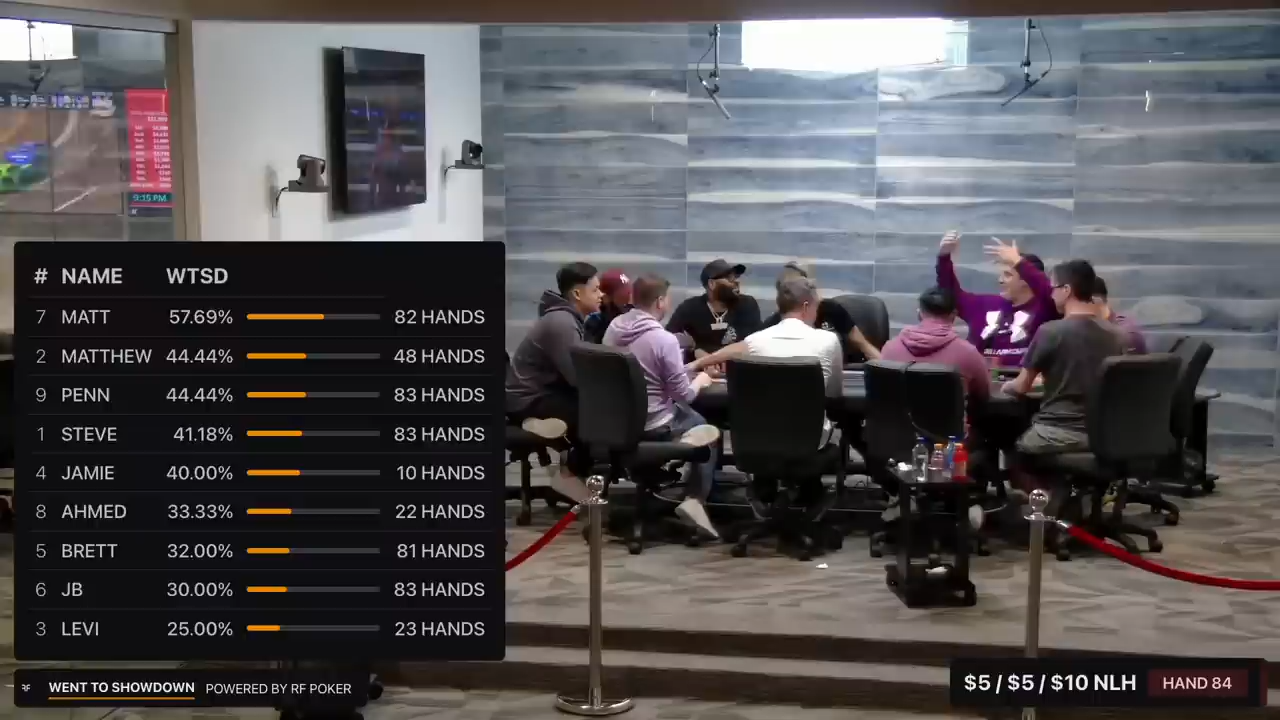 9:15 PM
# NAME WTSD
7 MATT 57.69% 82 HANDS
2 MATTHEW 44.44% 48 HANDS
9 PENN 44.44% 83 HANDS
1 STEVE 41.18% 83 HANDS
4 JAMIE 40.00% 10 HANDS
8 AHMED 33.33% 22 HANDS
5 BRETT 32.00% 81 HANDS
6 JB 30.00% 83 HANDS
3 LEVI 25.00% 23 HANDS
RF WENT TO SHOWDOWN POWERED BY RF POKER
$5 / $5 / $10 NLH HAND 84